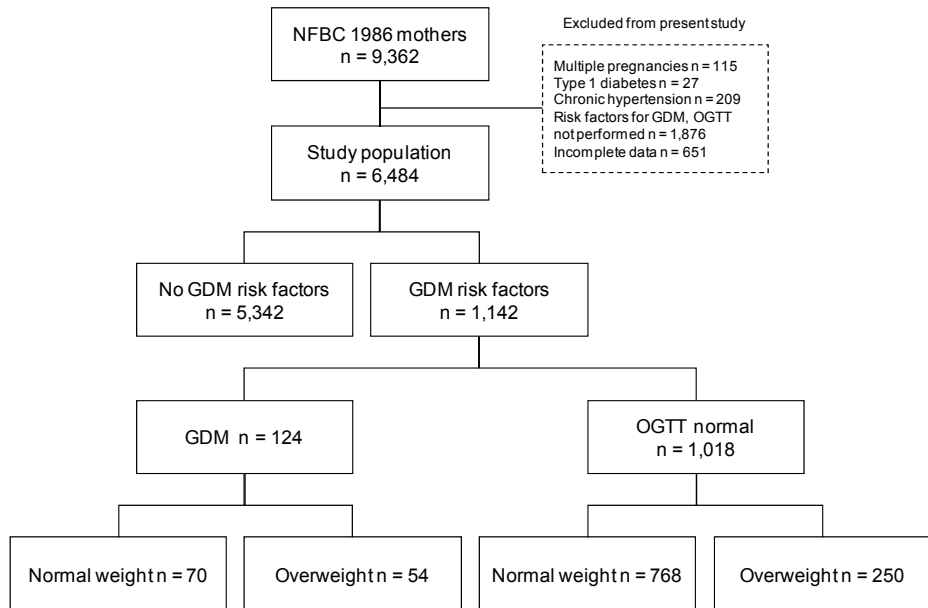 NFBC 1986 mothers
n = 9,362
Excluded from present study
Multiple pregnancies n = 115
Type 1 diabetes n = 27
Chronic hypertension n = 209
Risk factors for GDM, OGTT
not performed n = 1,876
Incomplete data n = 651
Study population
n = 6,484
No GDM risk factors
n = 5,342
GDM risk factors
n = 1,142
GDM n = 124
OGTT normal
n = 1,018
Normal weight n = 70
Overweight n = 54
Normal weight n = 768
Overweight n = 250